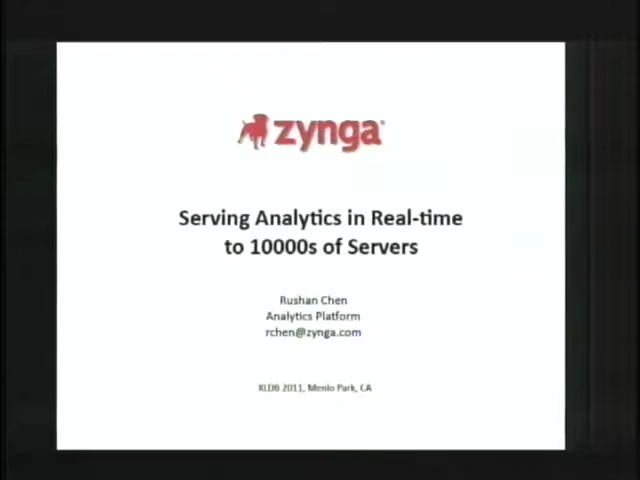 zynga
Serving Analytics in Real-time
to 10000s of Servers
Rushan Chen
Analytics Platform
rchen@zynga.com
XLDB 2011, Menlo Park, CA